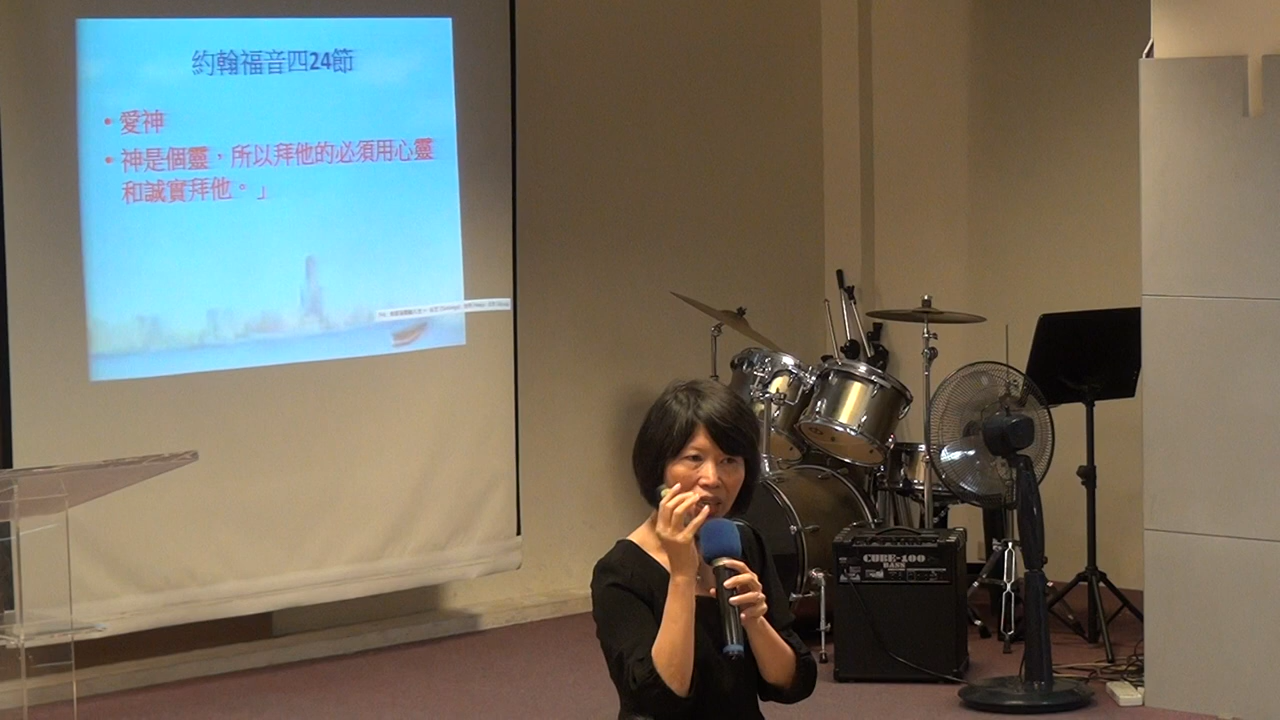 約翰福音四24節
• 愛神
• 神是個靈，所以拜他的必須用心靈
和誠實拜他。」
CUBE-100
BASS